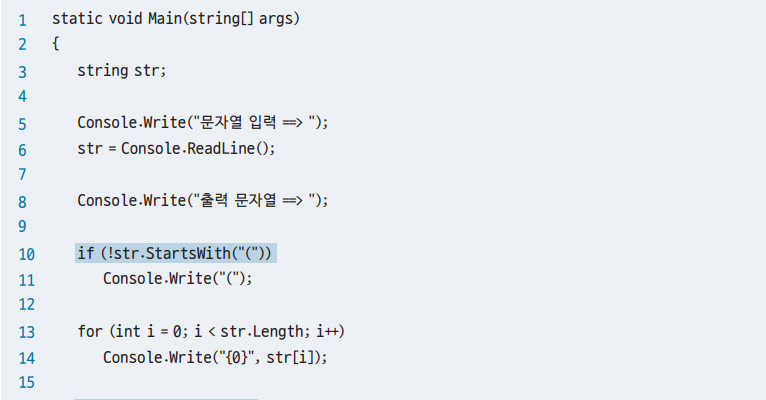 1 static void Main(string[] args)
2 {
3 string str;
4
5 Console.Write("문자열 입력 ==> ");
6 str = Console.ReadLine();
7
8 Console.Write("출력 문자열 ==> ");
9
10 if (!str.StartsWith("("))
11 Console.Write("(");
12
13 for (int i = 0; i < str.Length; i++)
14 Console.Write("{0}", str[i]);
15